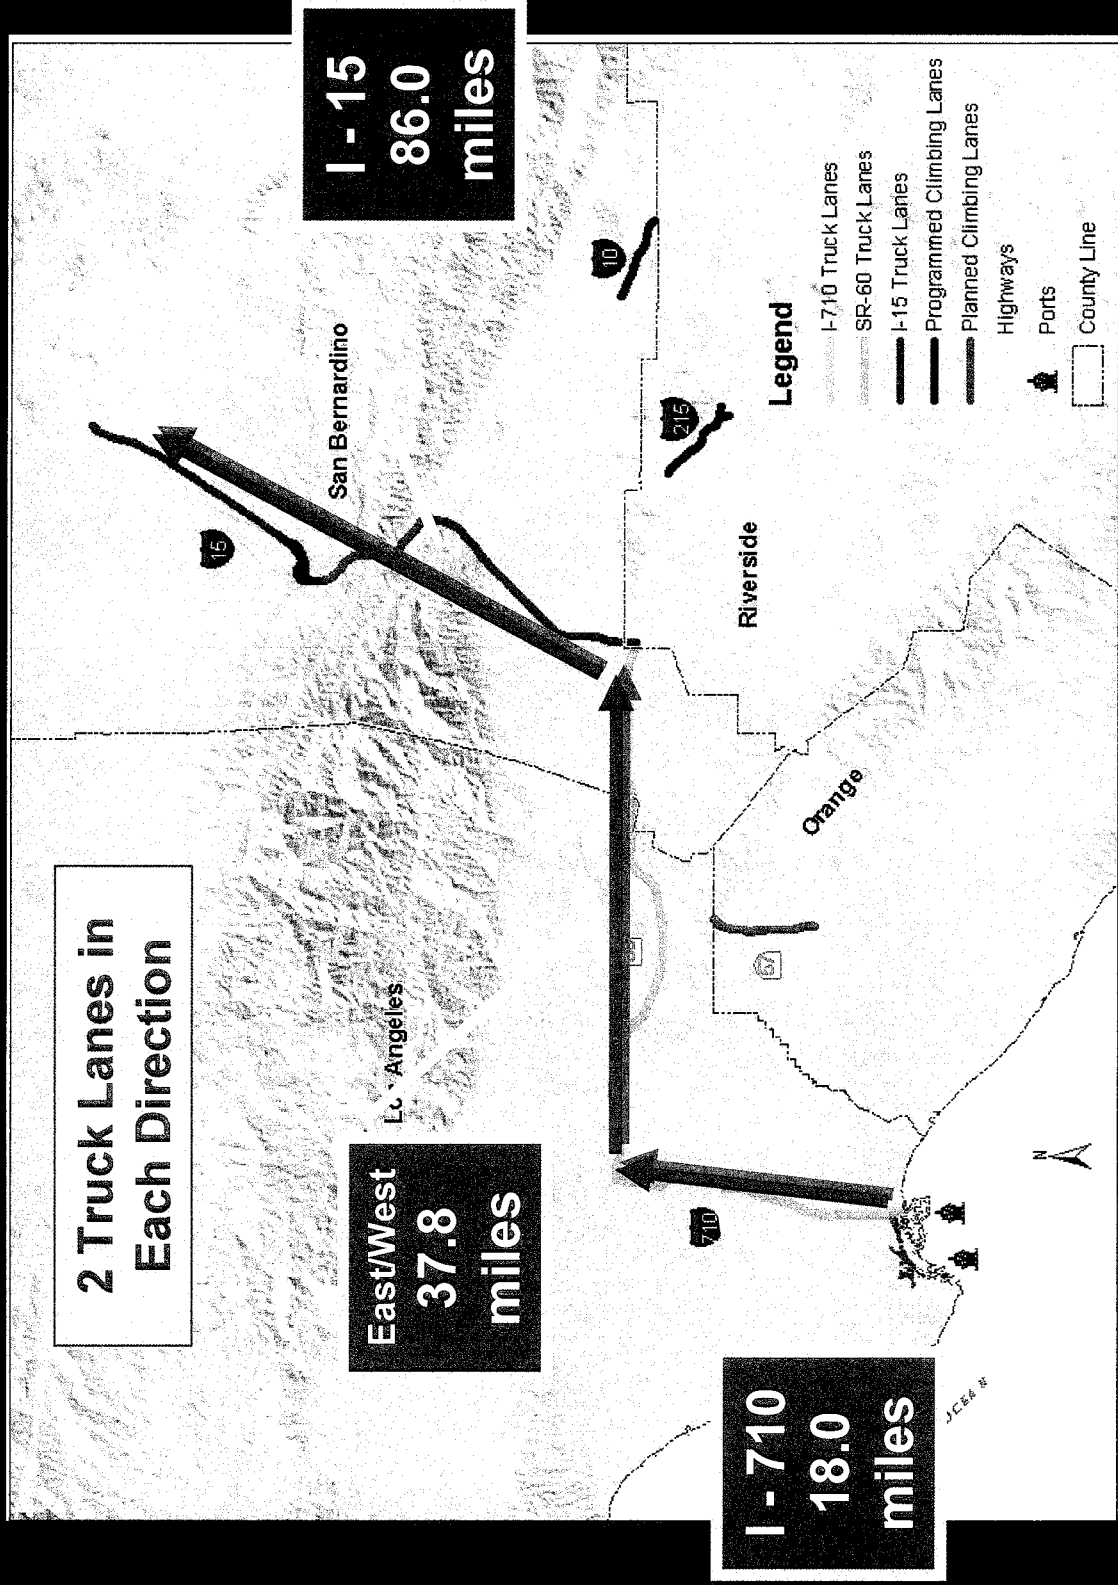 2 Truck Lanes in
Each Direction
I - 15
86.0
miles
East/West
37.8
miles
I - 710
18.0
miles
15
San Bernardino
Angeles
10
215
Riverside
Orange
57
710
N
Legend
I-710 Truck Lanes
SR-60 Truck Lanes
I-15 Truck Lanes
Programmed Climbing Lanes
Planned Climbing Lanes
Highways
Ports
County Line